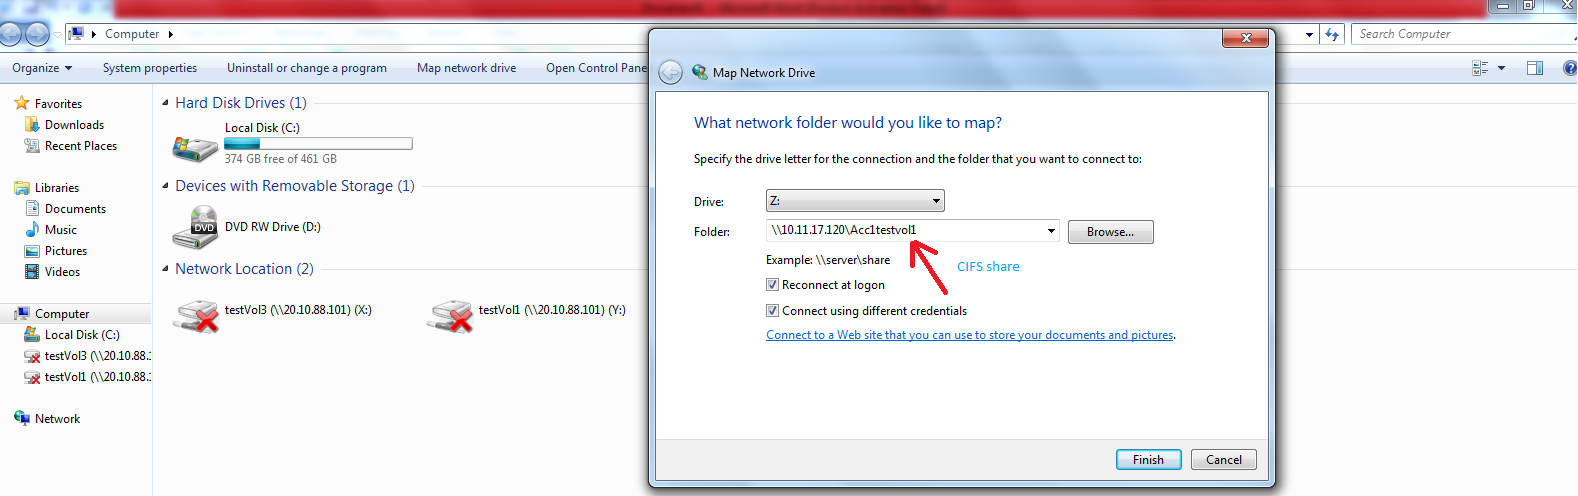 Computer
Search Computer
Organize
System properties
Uninstall or change a program
Map network drive
Open Control Pane
Favorites
Downloads
Recent Places
Libraries
Documents
Music
Pictures
Videos
Computer
Local Disk (C:)
testVol3 (\\20.10.88.:
testVol1 (\\20.10.88.:
Network
Hard Disk Drives (1)
Local Disk (C:)
374 GB free of 461 GB
Devices with Removable Storage (1)
DVD
DVD RW Drive (D:)
Network Location (2)
testVol3 (\\20.10.88.101) (X:)
testVol1 (\\20.10.88.101) (Y:)
Map Network Drive
What network folder would you like to map?
Specify the drive letter for the connection and the folder that you want to connect to:
Drive:
Z:
Folder:
\\10.11.17.120\Acc1testvol1
Browse...
Example: \\server\share
CIFS share
Reconnect at logon
Connect using different credentials
Connect to a Web site that you can use to store your documents and pictures.
Finish
Cancel